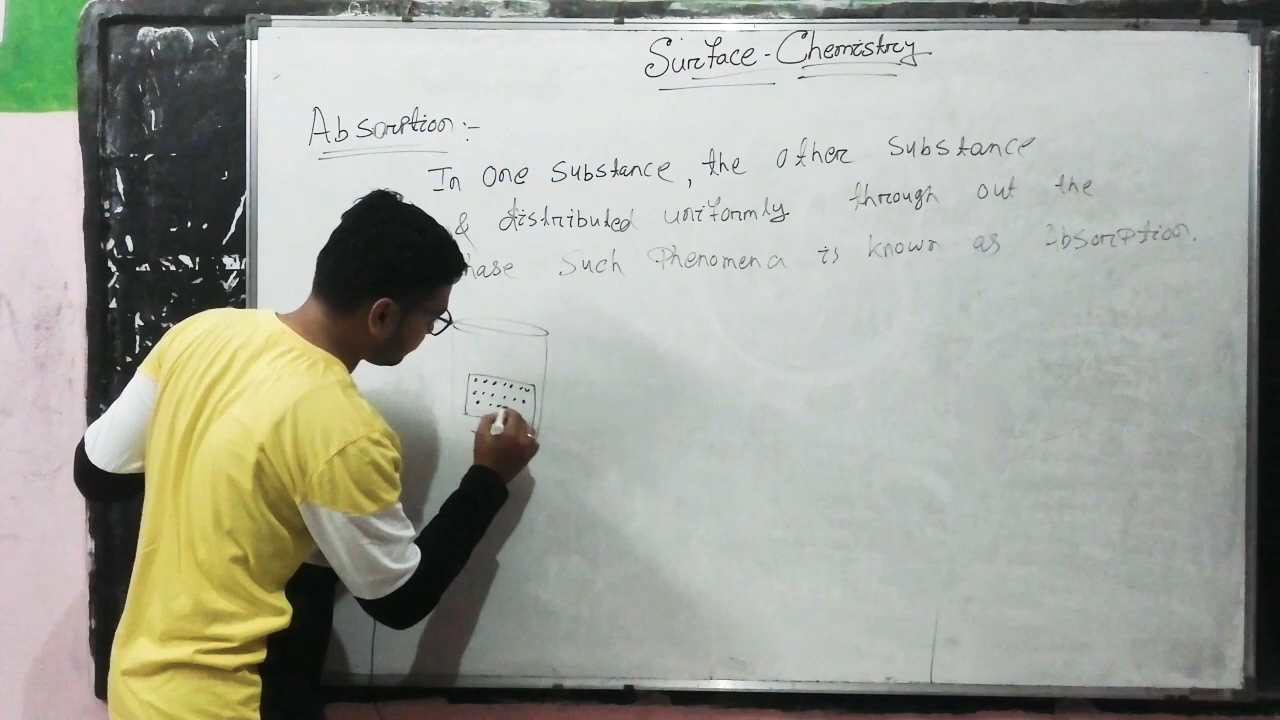 Surface - Chemistry
Absorption :-
In one substance, the other substance
& distributed uniformly through out the
hase Such Phenomena is known as Absorption.